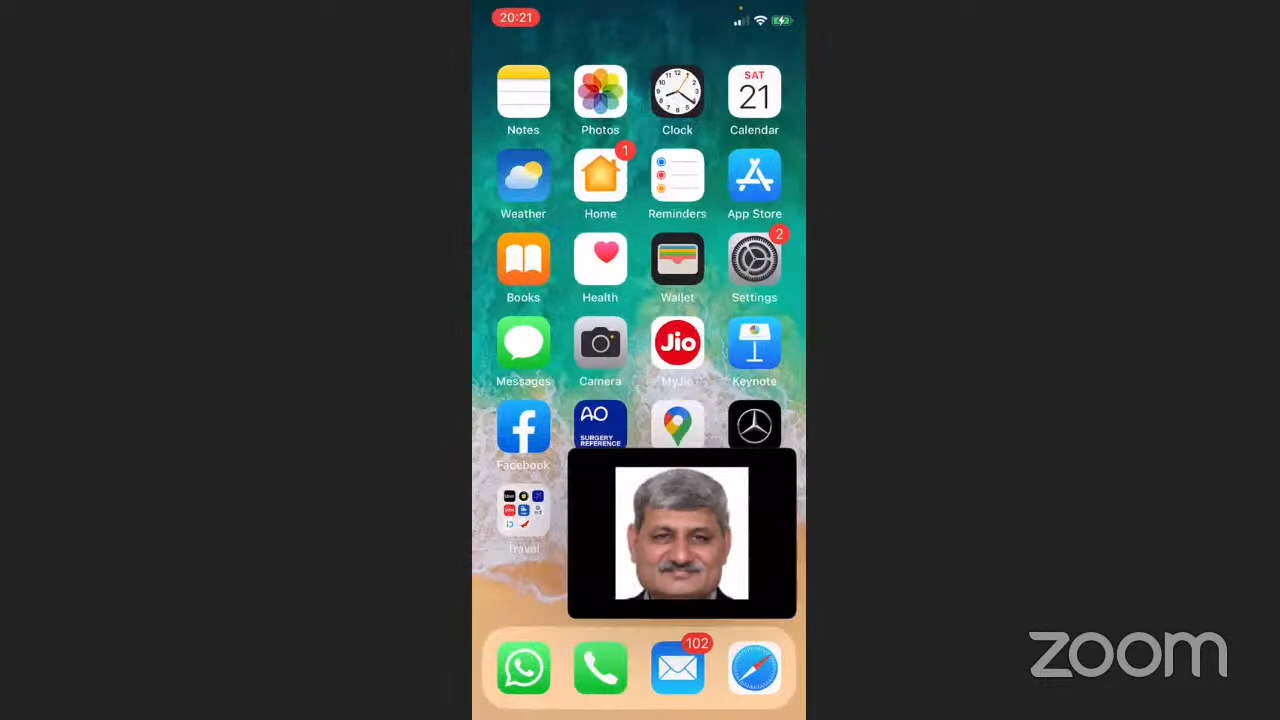 20:21
SAT
21
Notes
Photos
Clock
Calendar
1
Weather
Home
Reminders
App Store
2
Books
Health
Wallet
Settings
Jio
Messages
Camera
MyJio
Keynote
AO
SURGERY
REFERENCE
Facebook
Travel
102
zoom